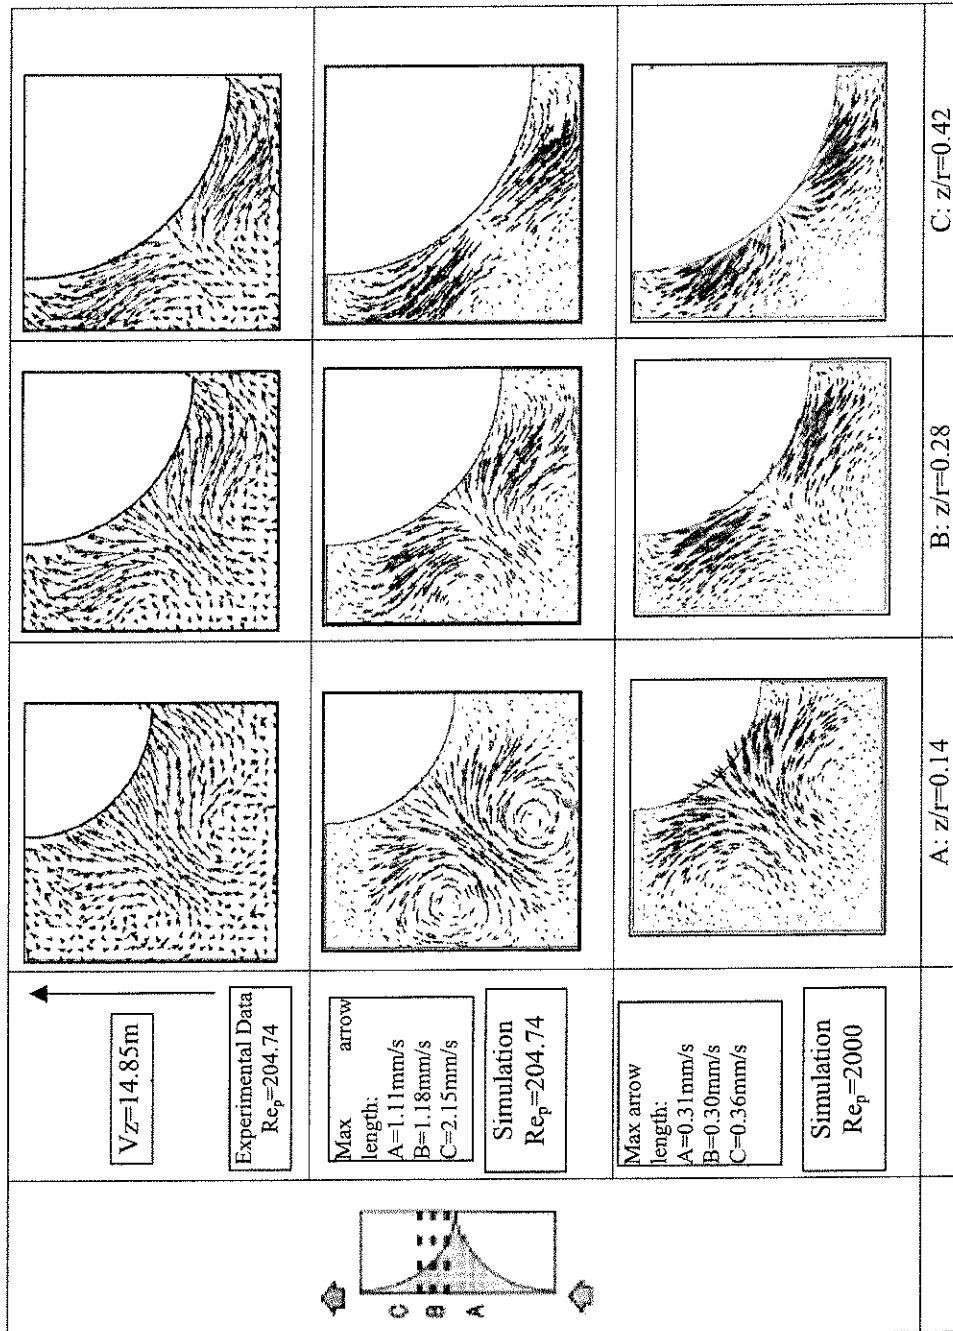 C: z/r=0.42
B: z/r=0.28
A: z/r=0.14
VZ=14.85m
Experimental Data
Rep=204.74
Max arrow
length:
A=1.11mm/s
B=1.18mm/s
C=2.15mm/s
Simulation
Rep=204.74
Max arrow
length:
A=0.31mm/s
B=0.30mm/s
C=0.36mm/s
Simulation
Rep=2000
C
B
A